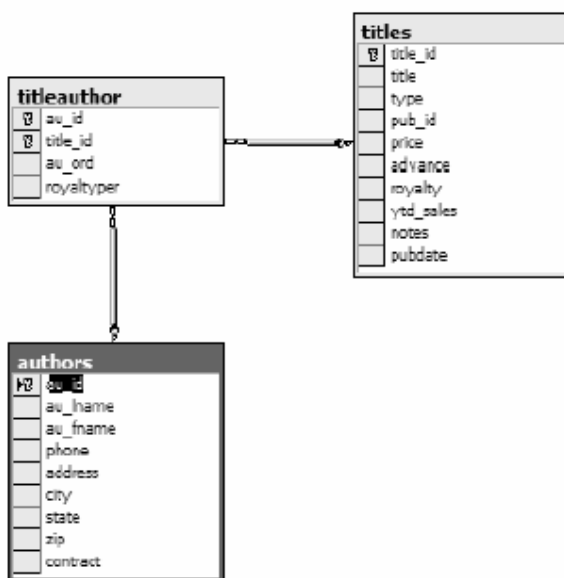 titleauthor
au_id
title_id
au_ord
royaltyper
titles
title_id
title
type
pub_id
price
advance
royalty
ytd_sales
notes
pubdate
authors
au_id
au_lname
au_fname
phone
address
city
state
zip
contract